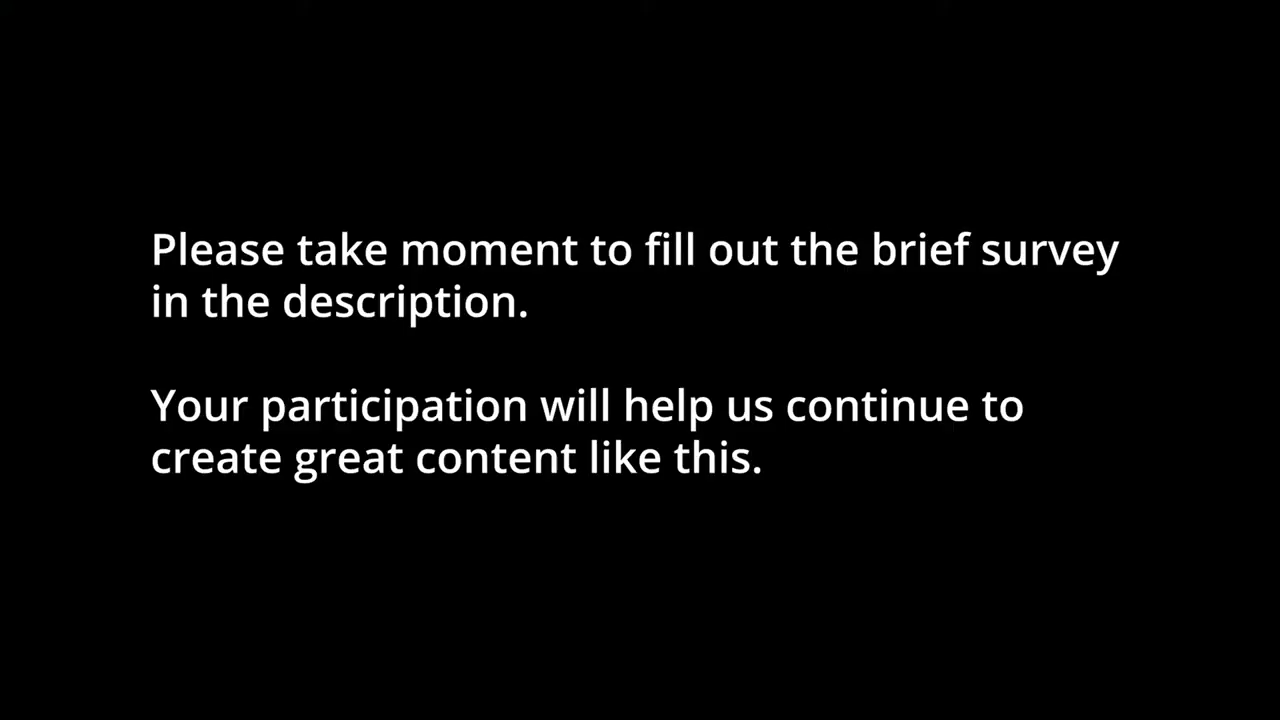 Please take moment to fill out the brief survey
in the description.
Your participation will help us continue to
create great content like this.